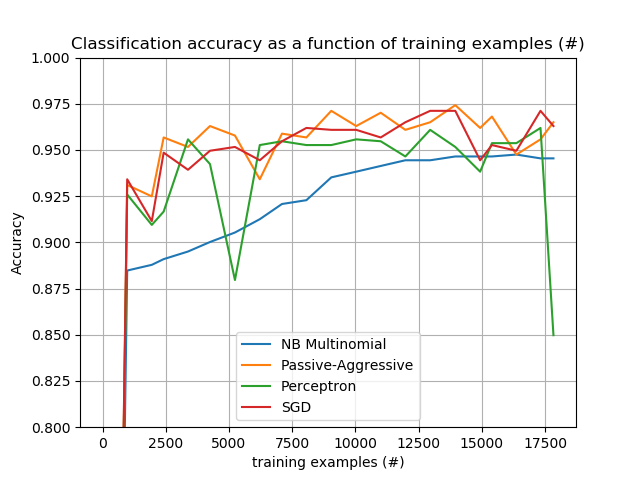 Classification accuracy as a function of training examples (#)
1.000
0.975
0.950
0.925
0.900
0.875
0.850
0.825
0.800
Accuracy
NB Multinomial
Passive-Aggressive
Perceptron
SGD
0 2500 5000 7500 10000 12500 15000 17500
training examples (#)